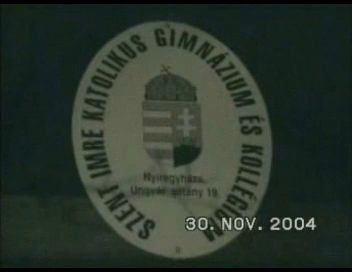 SZENT IMRE KATOLIKUS GIMNÁZIUM ÉS KOLLÉGIUM
Nyíregyháza,
Ungvár sétány 19
30. NOV. 2004